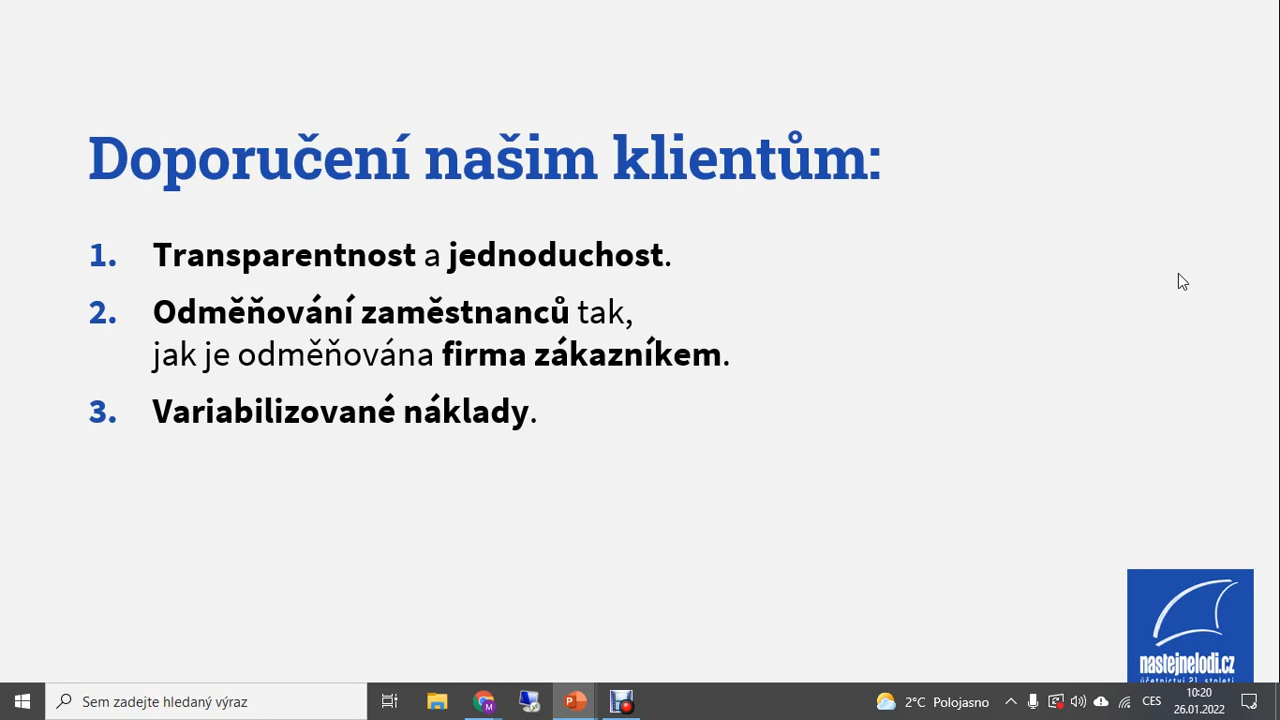 Doporučení našim klientům:
1. Transparentnost a jednoduchost.
2. Odměňování zaměstnanců tak,
jak je odměňována firma zákazníkem.
3. Variabilizované náklady.
nastejnelodi.cz
účetnictví 21. století
Sem zadejte hledaný výraz
2°C Polojasno
CES
10:20
26.01.2022